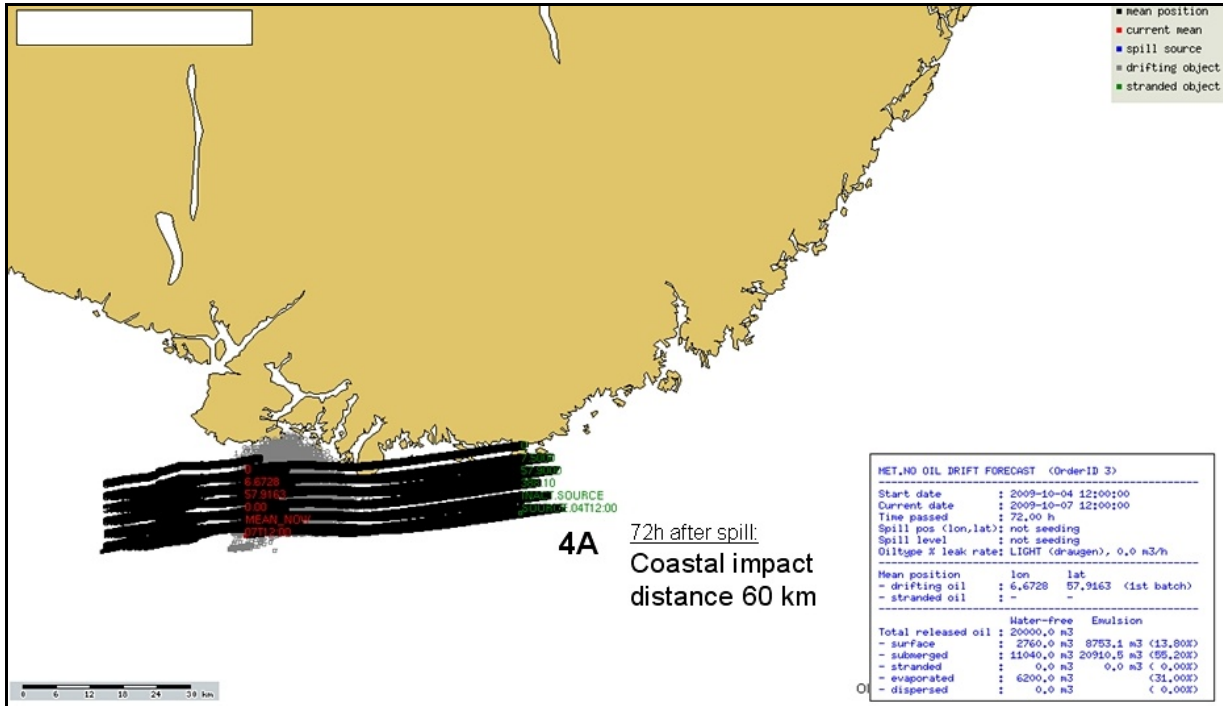 mean position
current mean
spill source
drifting object
stranded object
6.6728
57.9163
0.00
MEAN_NOW
07T12:00
SOURCE
SOURCE.04T12:00
4A
72h after spill:
Coastal impact
distance 60 km
MET.NO OIL DRIFT FORECAST (OrderID 3)
Start date : 2009-10-04 12:00:00
Current date : 2009-10-07 12:00:00
Time passed : 72.00 h
Spill pos (lon,lat): not seeding
Spill level : not seeding
Oiltype % leak rate: LIGHT (draugen), 0.0 m3/h
Mean position lon lat
- drifting oil : 6.6728 57.9163 (1st batch)
- stranded oil : - -
Water-free Emulsion
Total released oil : 20000.0 m3
- surface : 2760.0 m3 8753.1 m3 (13.80%)
- submerged : 11040.0 m3 20910.5 m3 (55.20%)
- stranded : 0.0 m3 0.0 m3 ( 0.00%)
- evaporated : 6200.0 m3 (31.00%)
- dispersed : 0.0 m3 ( 0.00%)
0 6 12 18 24 30 km